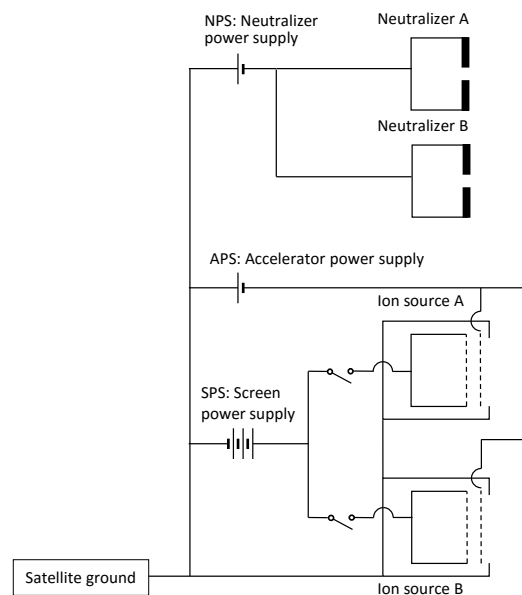 NPS: Neutralizer
power supply
Neutralizer A
Neutralizer B
APS: Accelerator power supply
Ion source A
SPS: Screen
power supply
Satellite ground
Ion source B